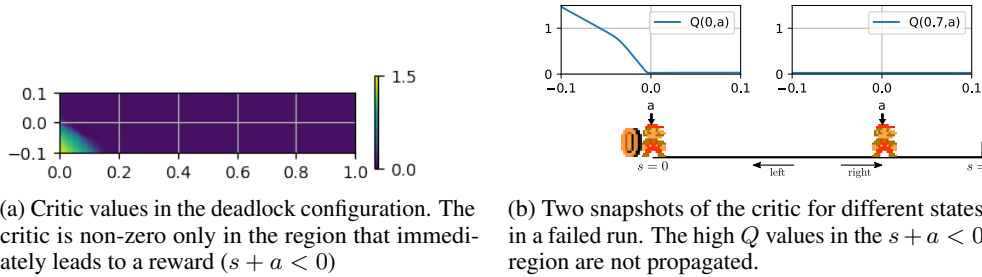 1.5
0.0
0.1
0.0
−0.1
0.0 0.2 0.4 0.6 0.8 1.0
(a) Critic values in the deadlock configuration. The
critic is non-zero only in the region that immedi-
ately leads to a reward (s + a < 0)
1
0
Q(0,a)
−0.1 0.0 0.1
a
1
0
Q(0.7,a)
−0.1 0.0 0.1
a
s = 0
left
right
s =
(b) Two snapshots of the critic for different states
in a failed run. The high Q values in the s + a < 0
region are not propagated.